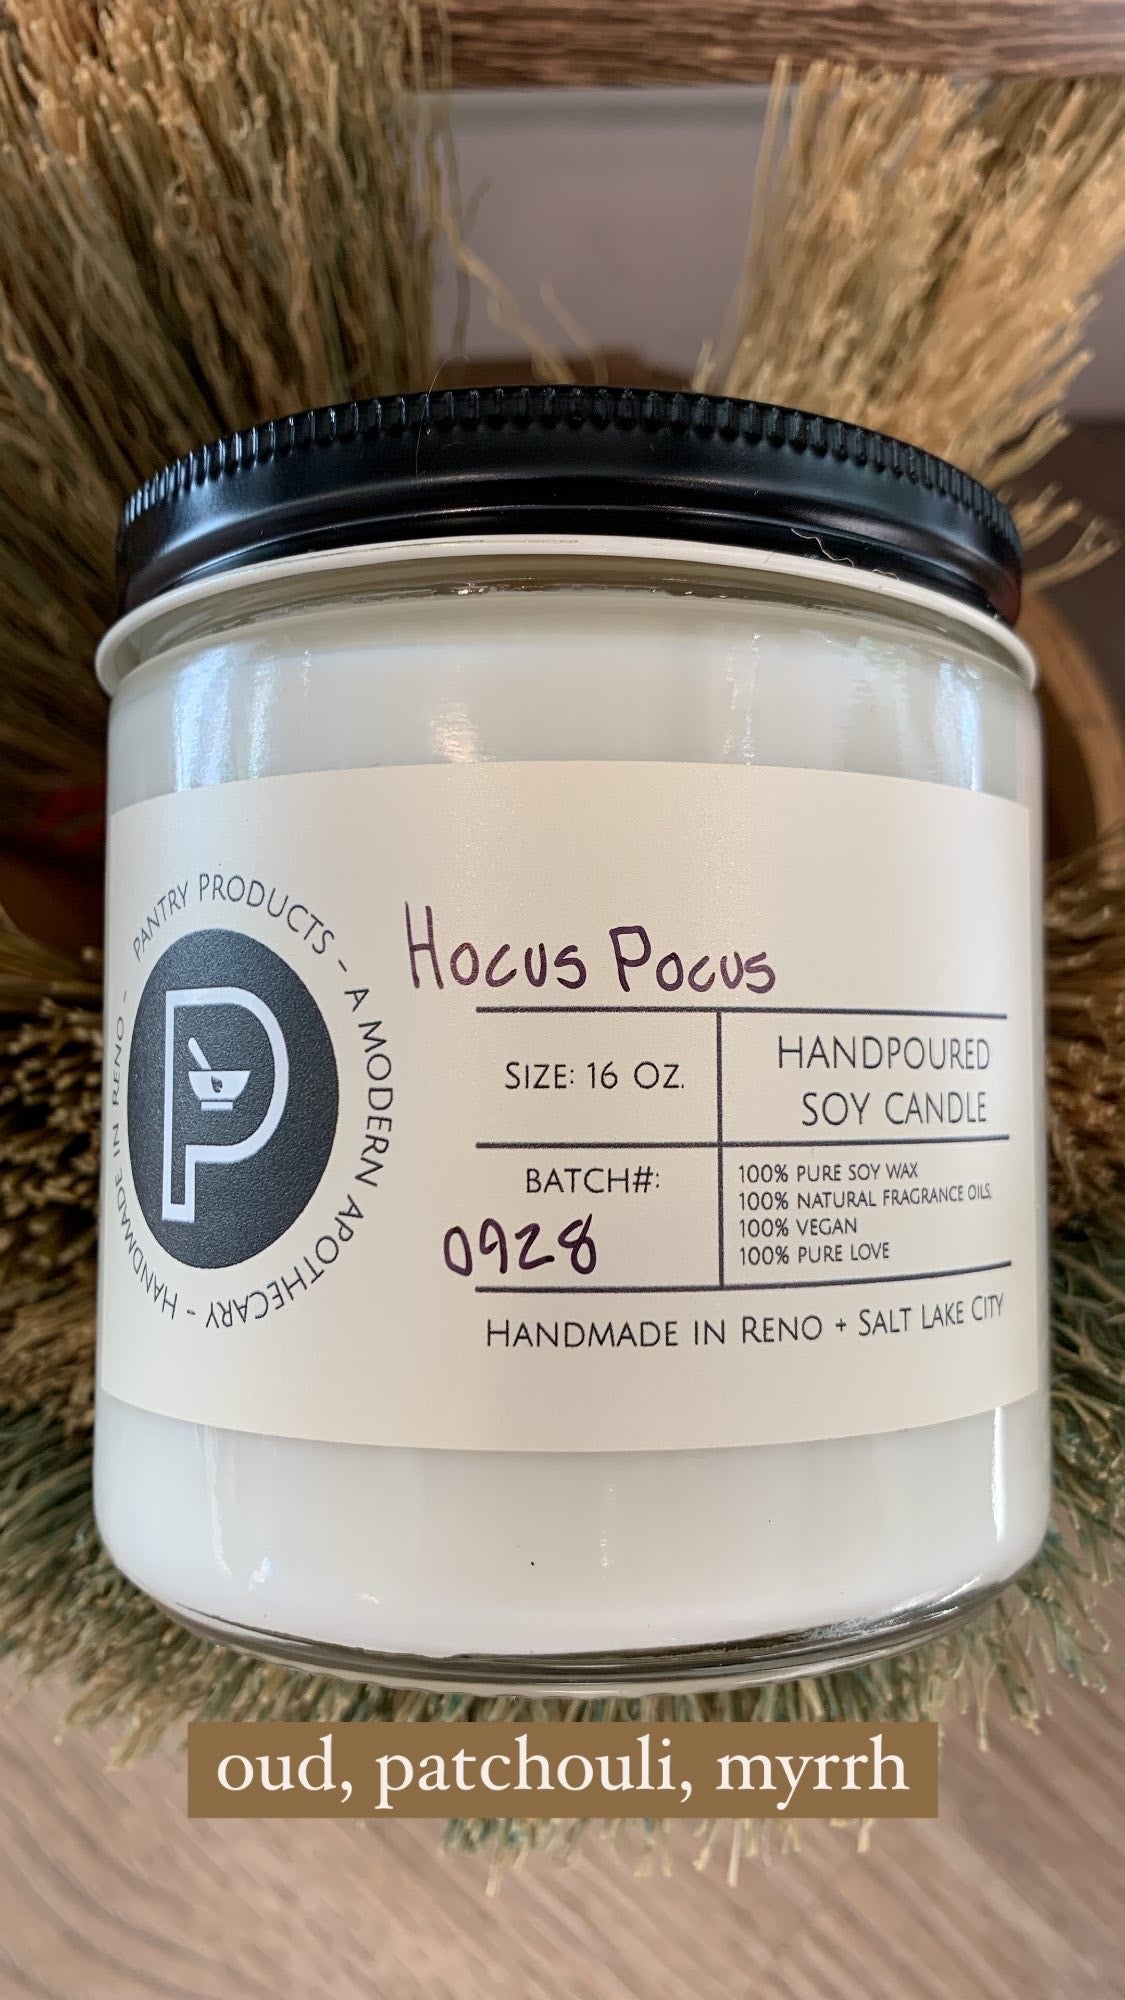 PANTRY PRODUCTS - A MODERN APOTHECARY - HANDMADE IN RENO -
P
Hocus Pocus
SIZE: 16 OZ.
HANDPOURED
SOY CANDLE
BATCH#:
0928
100% PURE SOY WAX
100% NATURAL FRAGRANCE OILS.
100% VEGAN
100% PURE LOVE
HANDMADE IN RENO + SALT LAKE CITY
oud, patchouli, myrrh